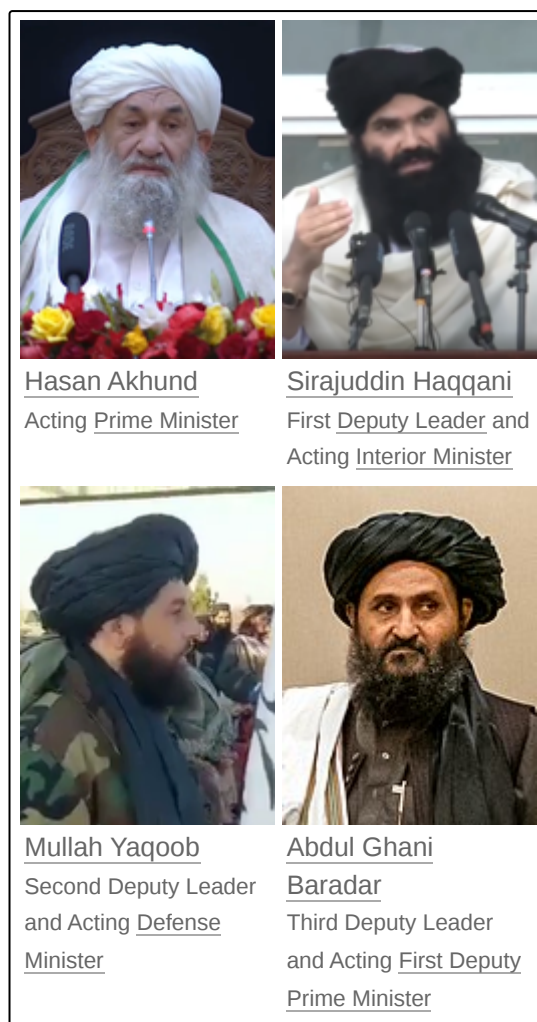 Hasan Akhund
Acting Prime Minister
Sirajuddin Haqqani
First Deputy Leader and
Acting Interior Minister
Mullah Yaqoob
Second Deputy Leader
and Acting Defense
Minister
Abdul Ghani
Baradar
Third Deputy Leader
and Acting First Deputy
Prime Minister